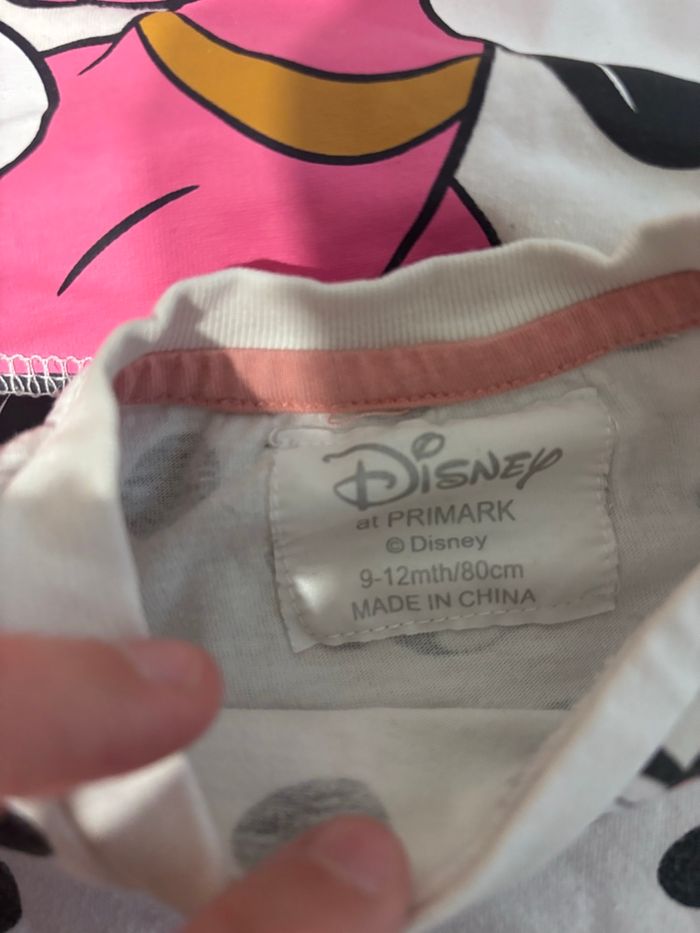 Disney
at PRIMARK
© Disney
9-12mth/80cm
MADE IN CHINA